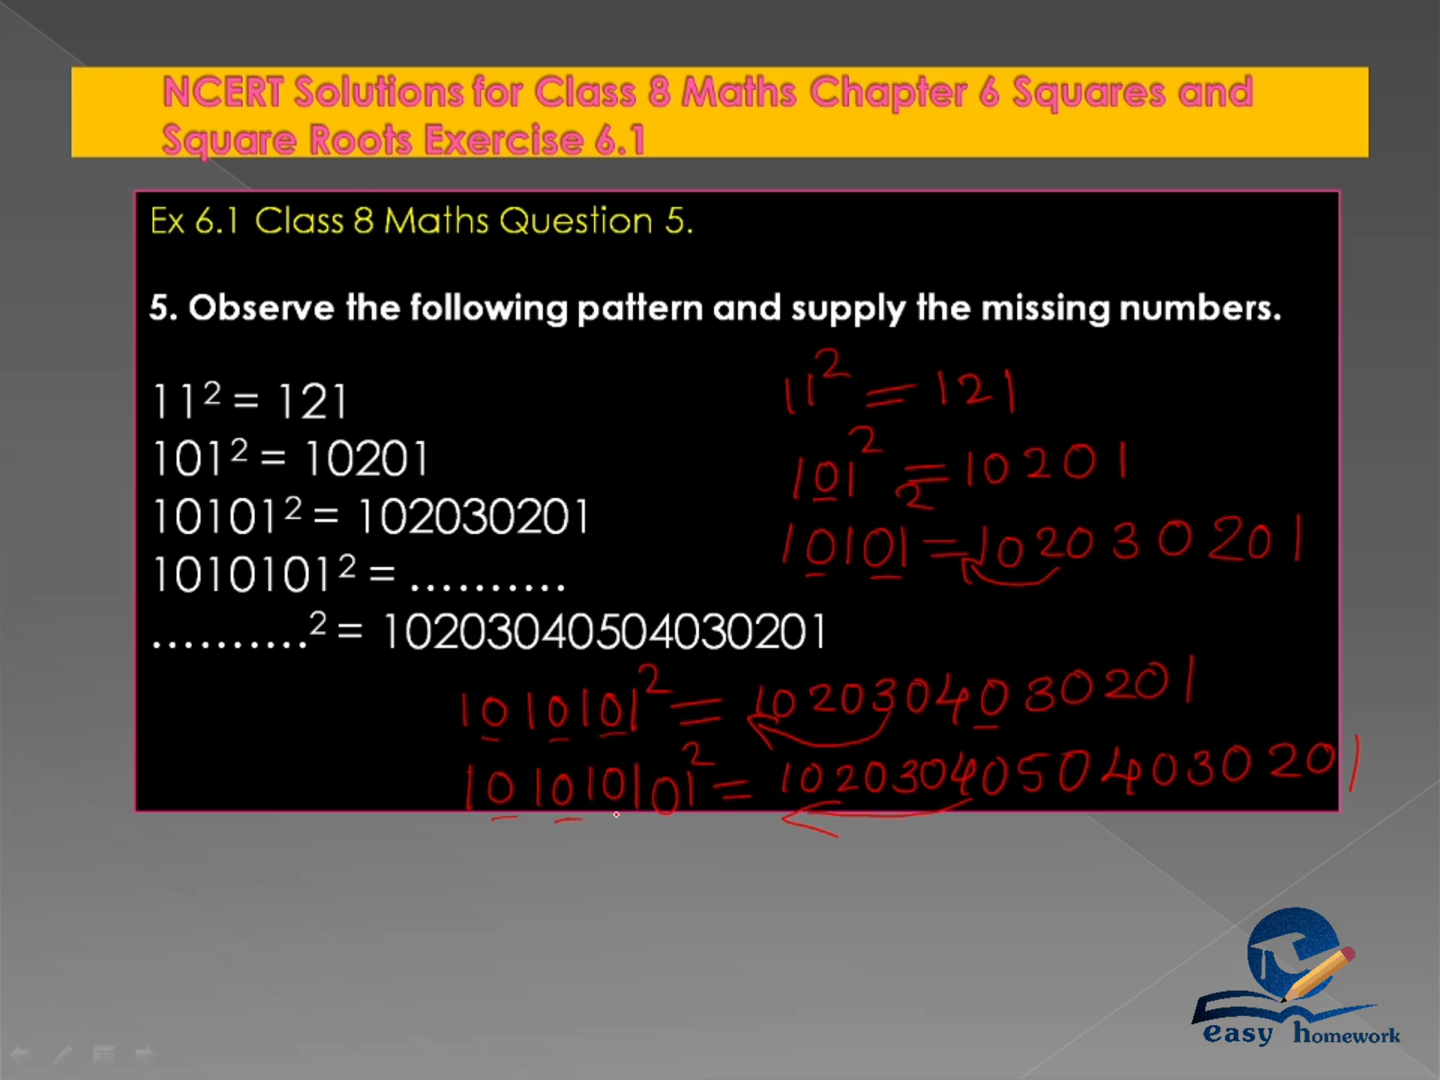 NCERT Solutions for Class 8 Maths Chapter 6 Squares and
Square Roots Exercise 6.1
Ex 6.1 Class 8 Maths Question 5.
5. Observe the following pattern and supply the missing numbers.
11² = 121
101² = 10201
10101² = 102030201
1010101² = ..........
..........² = 10203040504030201
11² = 121
101² = 10201
10101² = 102030201
1010101² = 1020304030201
101010101² = 10203040504030201
easy homework